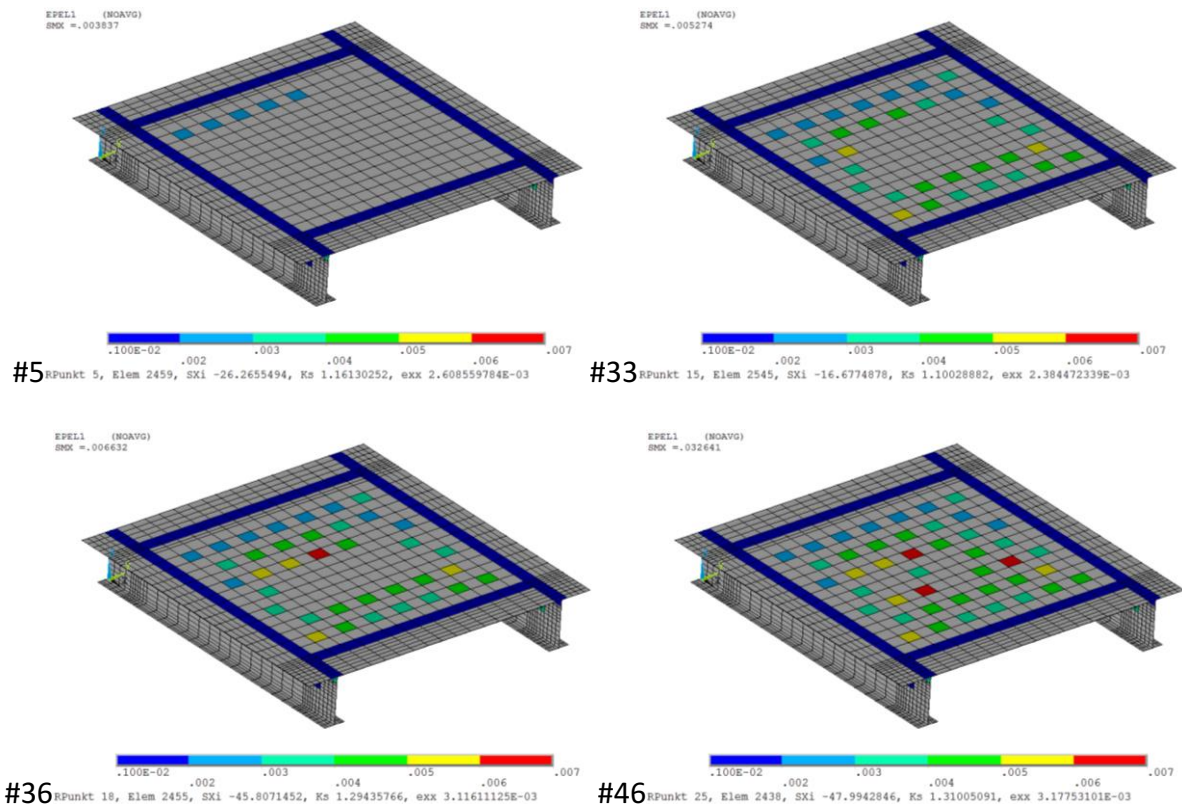 EPEL1 (NOAVG)
SMX =.003837
.100E-02 .002 .003 .004 .005 .006 .007
#5 RPunkt 5, Elem 2459, SXi -26.2655494, Ks 1.16130252, exx 2.608559784E-03
EPEL1 (NOAVG)
SMX =.005274
.100E-02 .002 .003 .004 .005 .006 .007
#33 RPunkt 15, Elem 2545, SXi -16.6774878, Ks 1.10028882, exx 2.384472339E-03
EPEL1 (NOAVG)
SMX =.006632
.100E-02 .002 .003 .004 .005 .006 .007
#36 RPunkt 18, Elem 2455, SXi -45.8071452, Ks 1.29435766, exx 3.11611125E-03
EPEL1 (NOAVG)
SMX =.032641
.100E-02 .002 .003 .004 .005 .006 .007
#46 RPunkt 25, Elem 2438, SXi -47.9942846, Ks 1.31005091, exx 3.17753101E-03